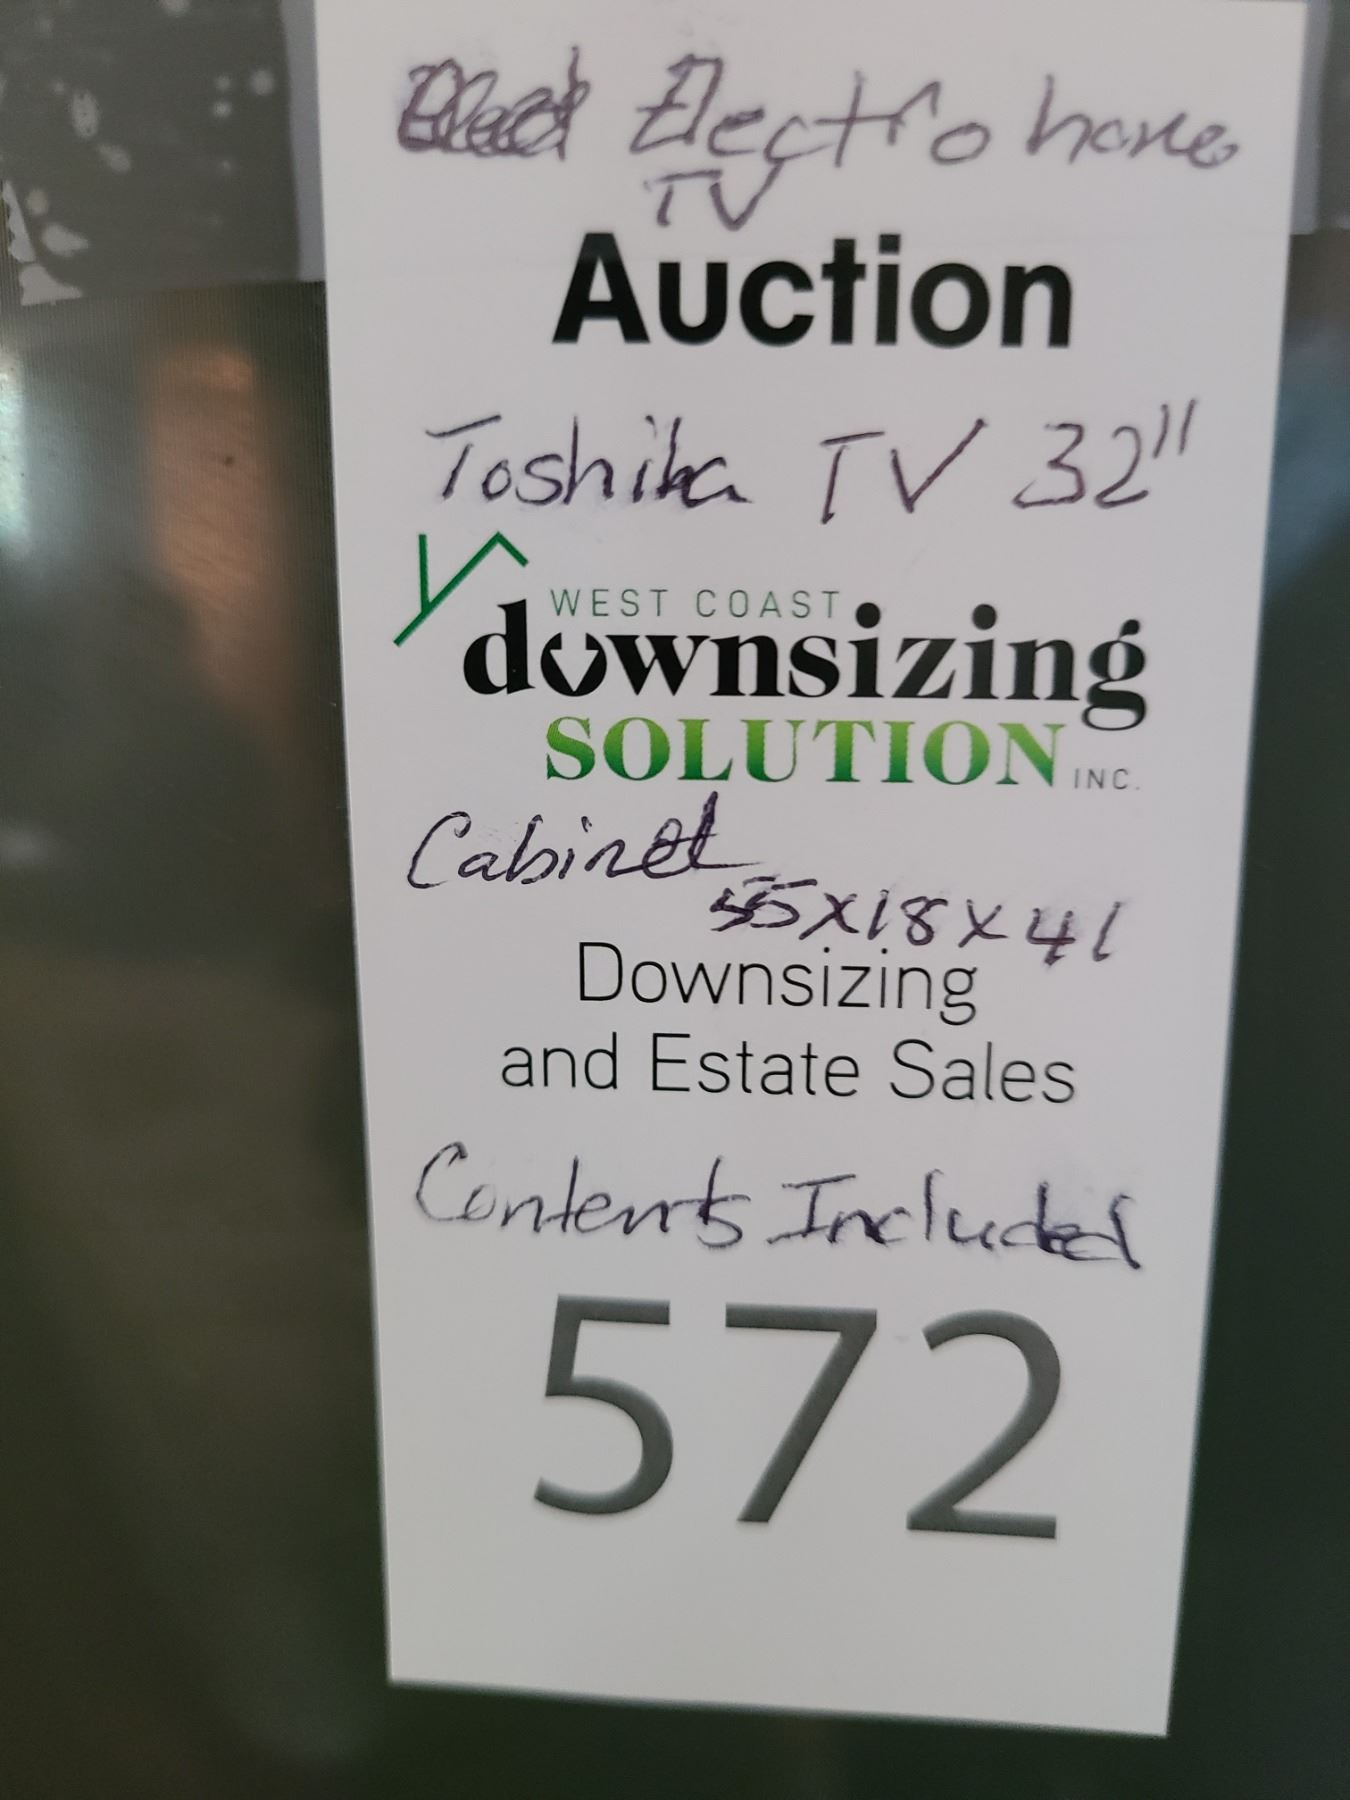 Electrohome
TV
Auction
Toshiba TV 32"
WEST COAST
downsizing
SOLUTION INC.
Cabinet
55x18x41
Downsizing
and Estate Sales
Contents Included
572